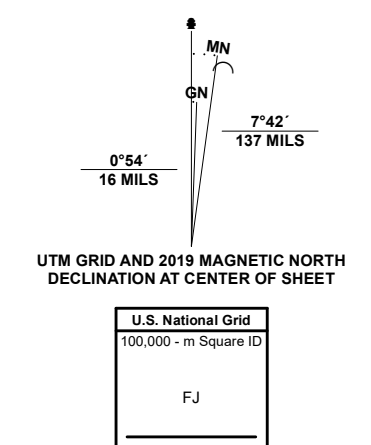 MN
GN
7°42´
137 MILS
0°54´
16 MILS
UTM GRID AND 2019 MAGNETIC NORTH
DECLINATION AT CENTER OF SHEET
U.S. National Grid
100,000 - m Square ID
FJ